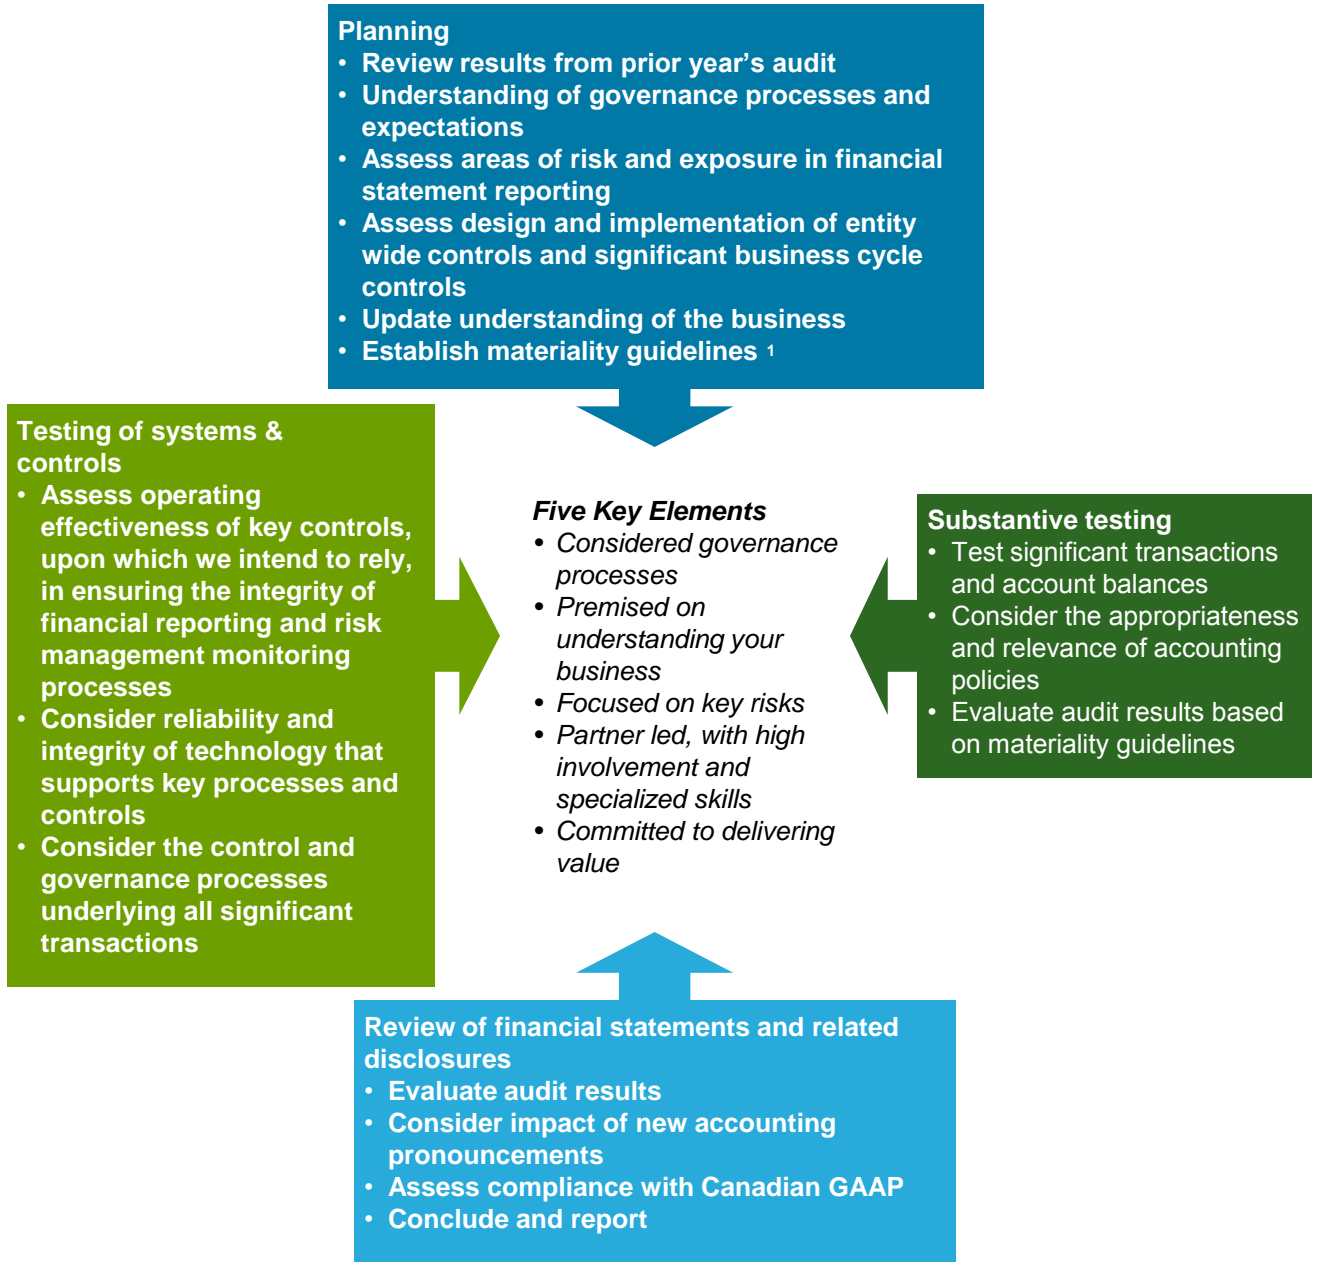 Planning
• Review results from prior year’s audit
• Understanding of governance processes and
expectations
• Assess areas of risk and exposure in financial
statement reporting
• Assess design and implementation of entity
wide controls and significant business cycle
controls
• Update understanding of the business
• Establish materiality guidelines 1
Testing of systems &
controls
• Assess operating
effectiveness of key controls,
upon which we intend to rely,
in ensuring the integrity of
financial reporting and risk
management monitoring
processes
• Consider reliability and
integrity of technology that
supports key processes and
controls
• Consider the control and
governance processes
underlying all significant
transactions
Five Key Elements
• Considered governance
processes
• Premised on
understanding your
business
• Focused on key risks
• Partner led, with high
involvement and
specialized skills
• Committed to delivering
value
Substantive testing
• Test significant transactions
and account balances
• Consider the appropriateness
and relevance of accounting
policies
• Evaluate audit results based
on materiality guidelines
Review of financial statements and related
disclosures
• Evaluate audit results
• Consider impact of new accounting
pronouncements
• Assess compliance with Canadian GAAP
• Conclude and report